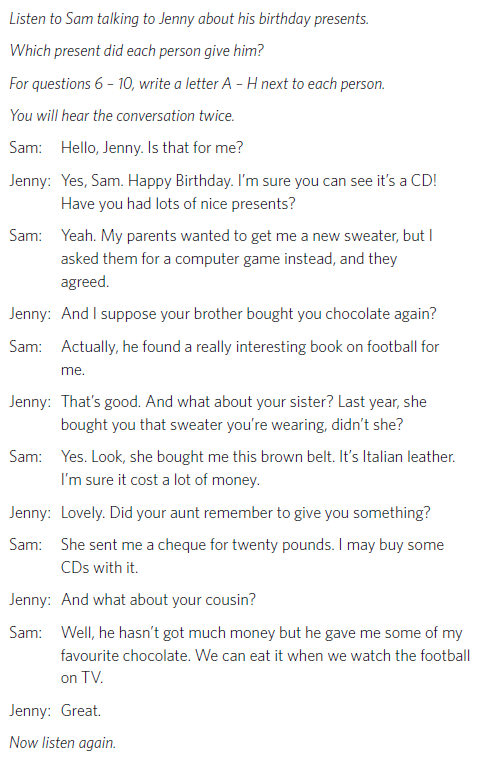 Listen to Sam talking to Jenny about his birthday presents.
Which present did each person give him?
For questions 6 – 10, write a letter A – H next to each person.
You will hear the conversation twice.
Sam: Hello, Jenny. Is that for me?
Jenny: Yes, Sam. Happy Birthday. I'm sure you can see it's a CD!
Have you had lots of nice presents?
Sam: Yeah. My parents wanted to get me a new sweater, but I
asked them for a computer game instead, and they
agreed.
Jenny: And I suppose your brother bought you chocolate again?
Sam: Actually, he found a really interesting book on football for
me.
Jenny: That's good. And what about your sister? Last year, she
bought you that sweater you're wearing, didn't she?
Sam: Yes. Look, she bought me this brown belt. It's Italian leather.
I'm sure it cost a lot of money.
Jenny: Lovely. Did your aunt remember to give you something?
Sam: She sent me a cheque for twenty pounds. I may buy some
CDs with it.
Jenny: And what about your cousin?
Sam: Well, he hasn't got much money but he gave me some of my
favourite chocolate. We can eat it when we watch the football
on TV.
Jenny: Great.
Now listen again.